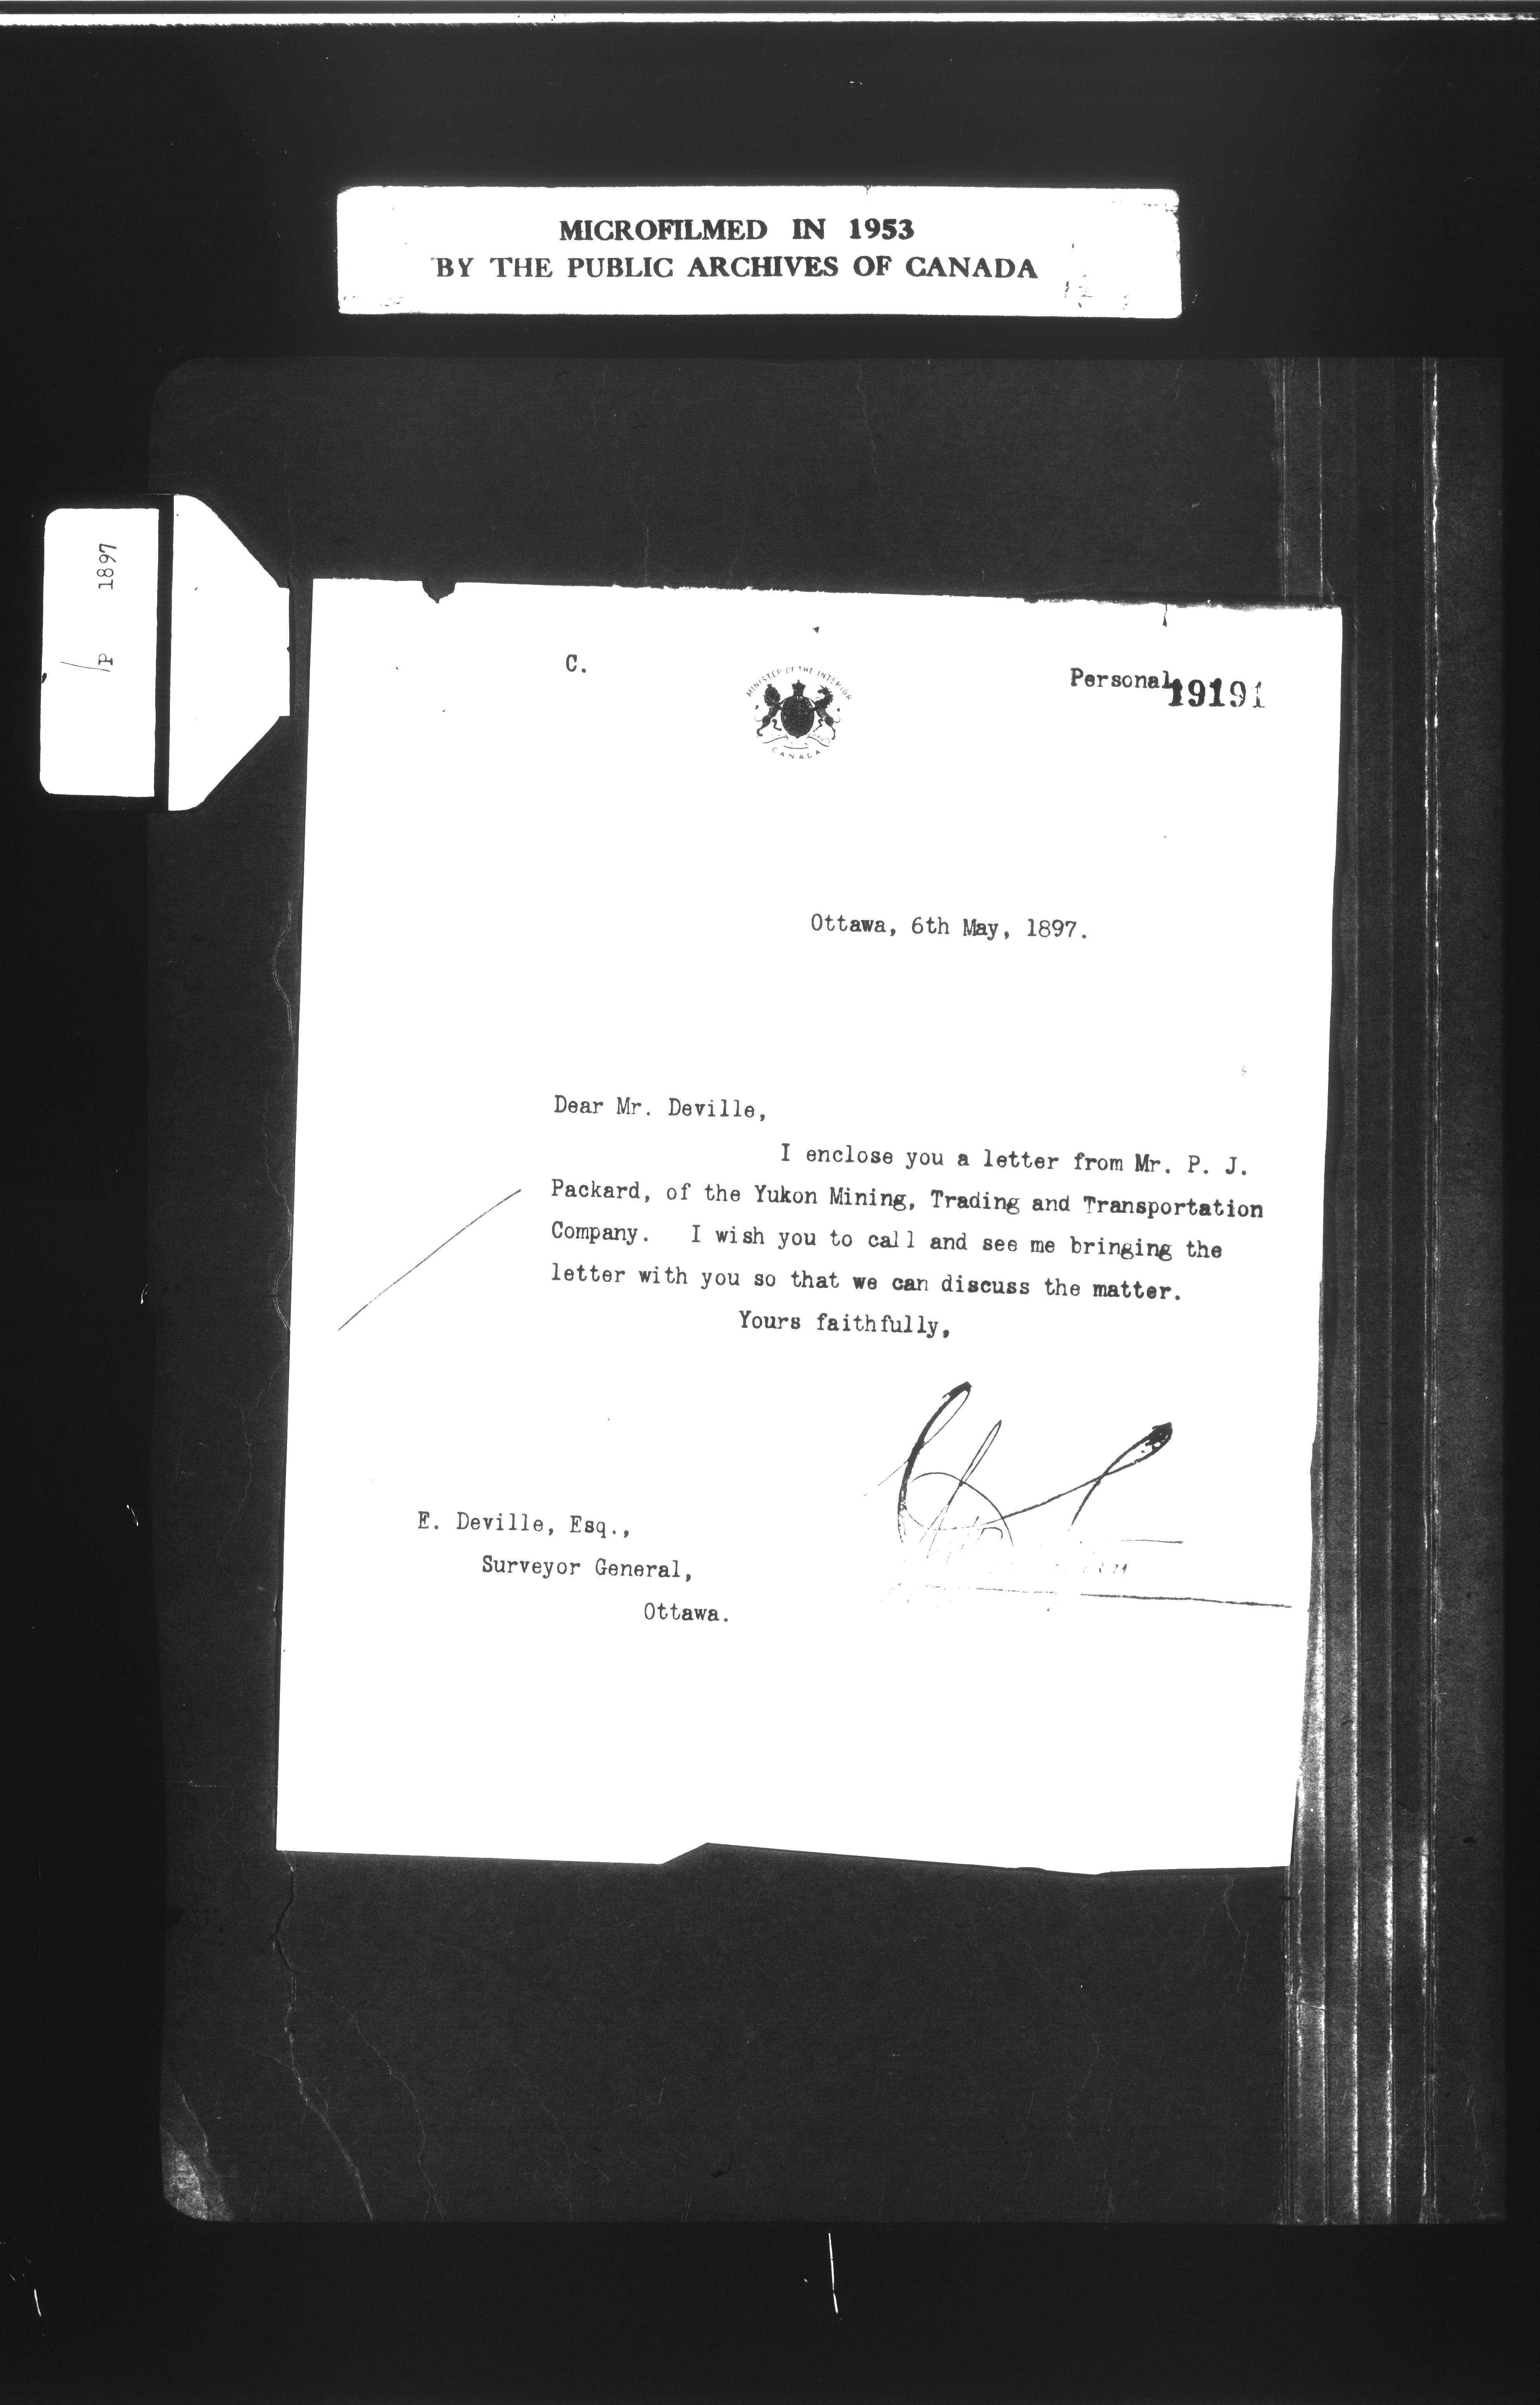 MICROFILMED IN 1953
BY THE PUBLIC ARCHIVES OF CANADA
P 1897
C.
MINISTER OF THE INTERIOR
CANADA
Personal
19191
Ottawa, 6th May, 1897.
Dear Mr. Deville,
I enclose you a letter from Mr. P. J.
Packard, of the Yukon Mining, Trading and Transportation
Company. I wish you to call and see me bringing the
letter with you so that we can discuss the matter.
Yours faithfully,
E. Deville, Esq.,
Surveyor General,
Ottawa.